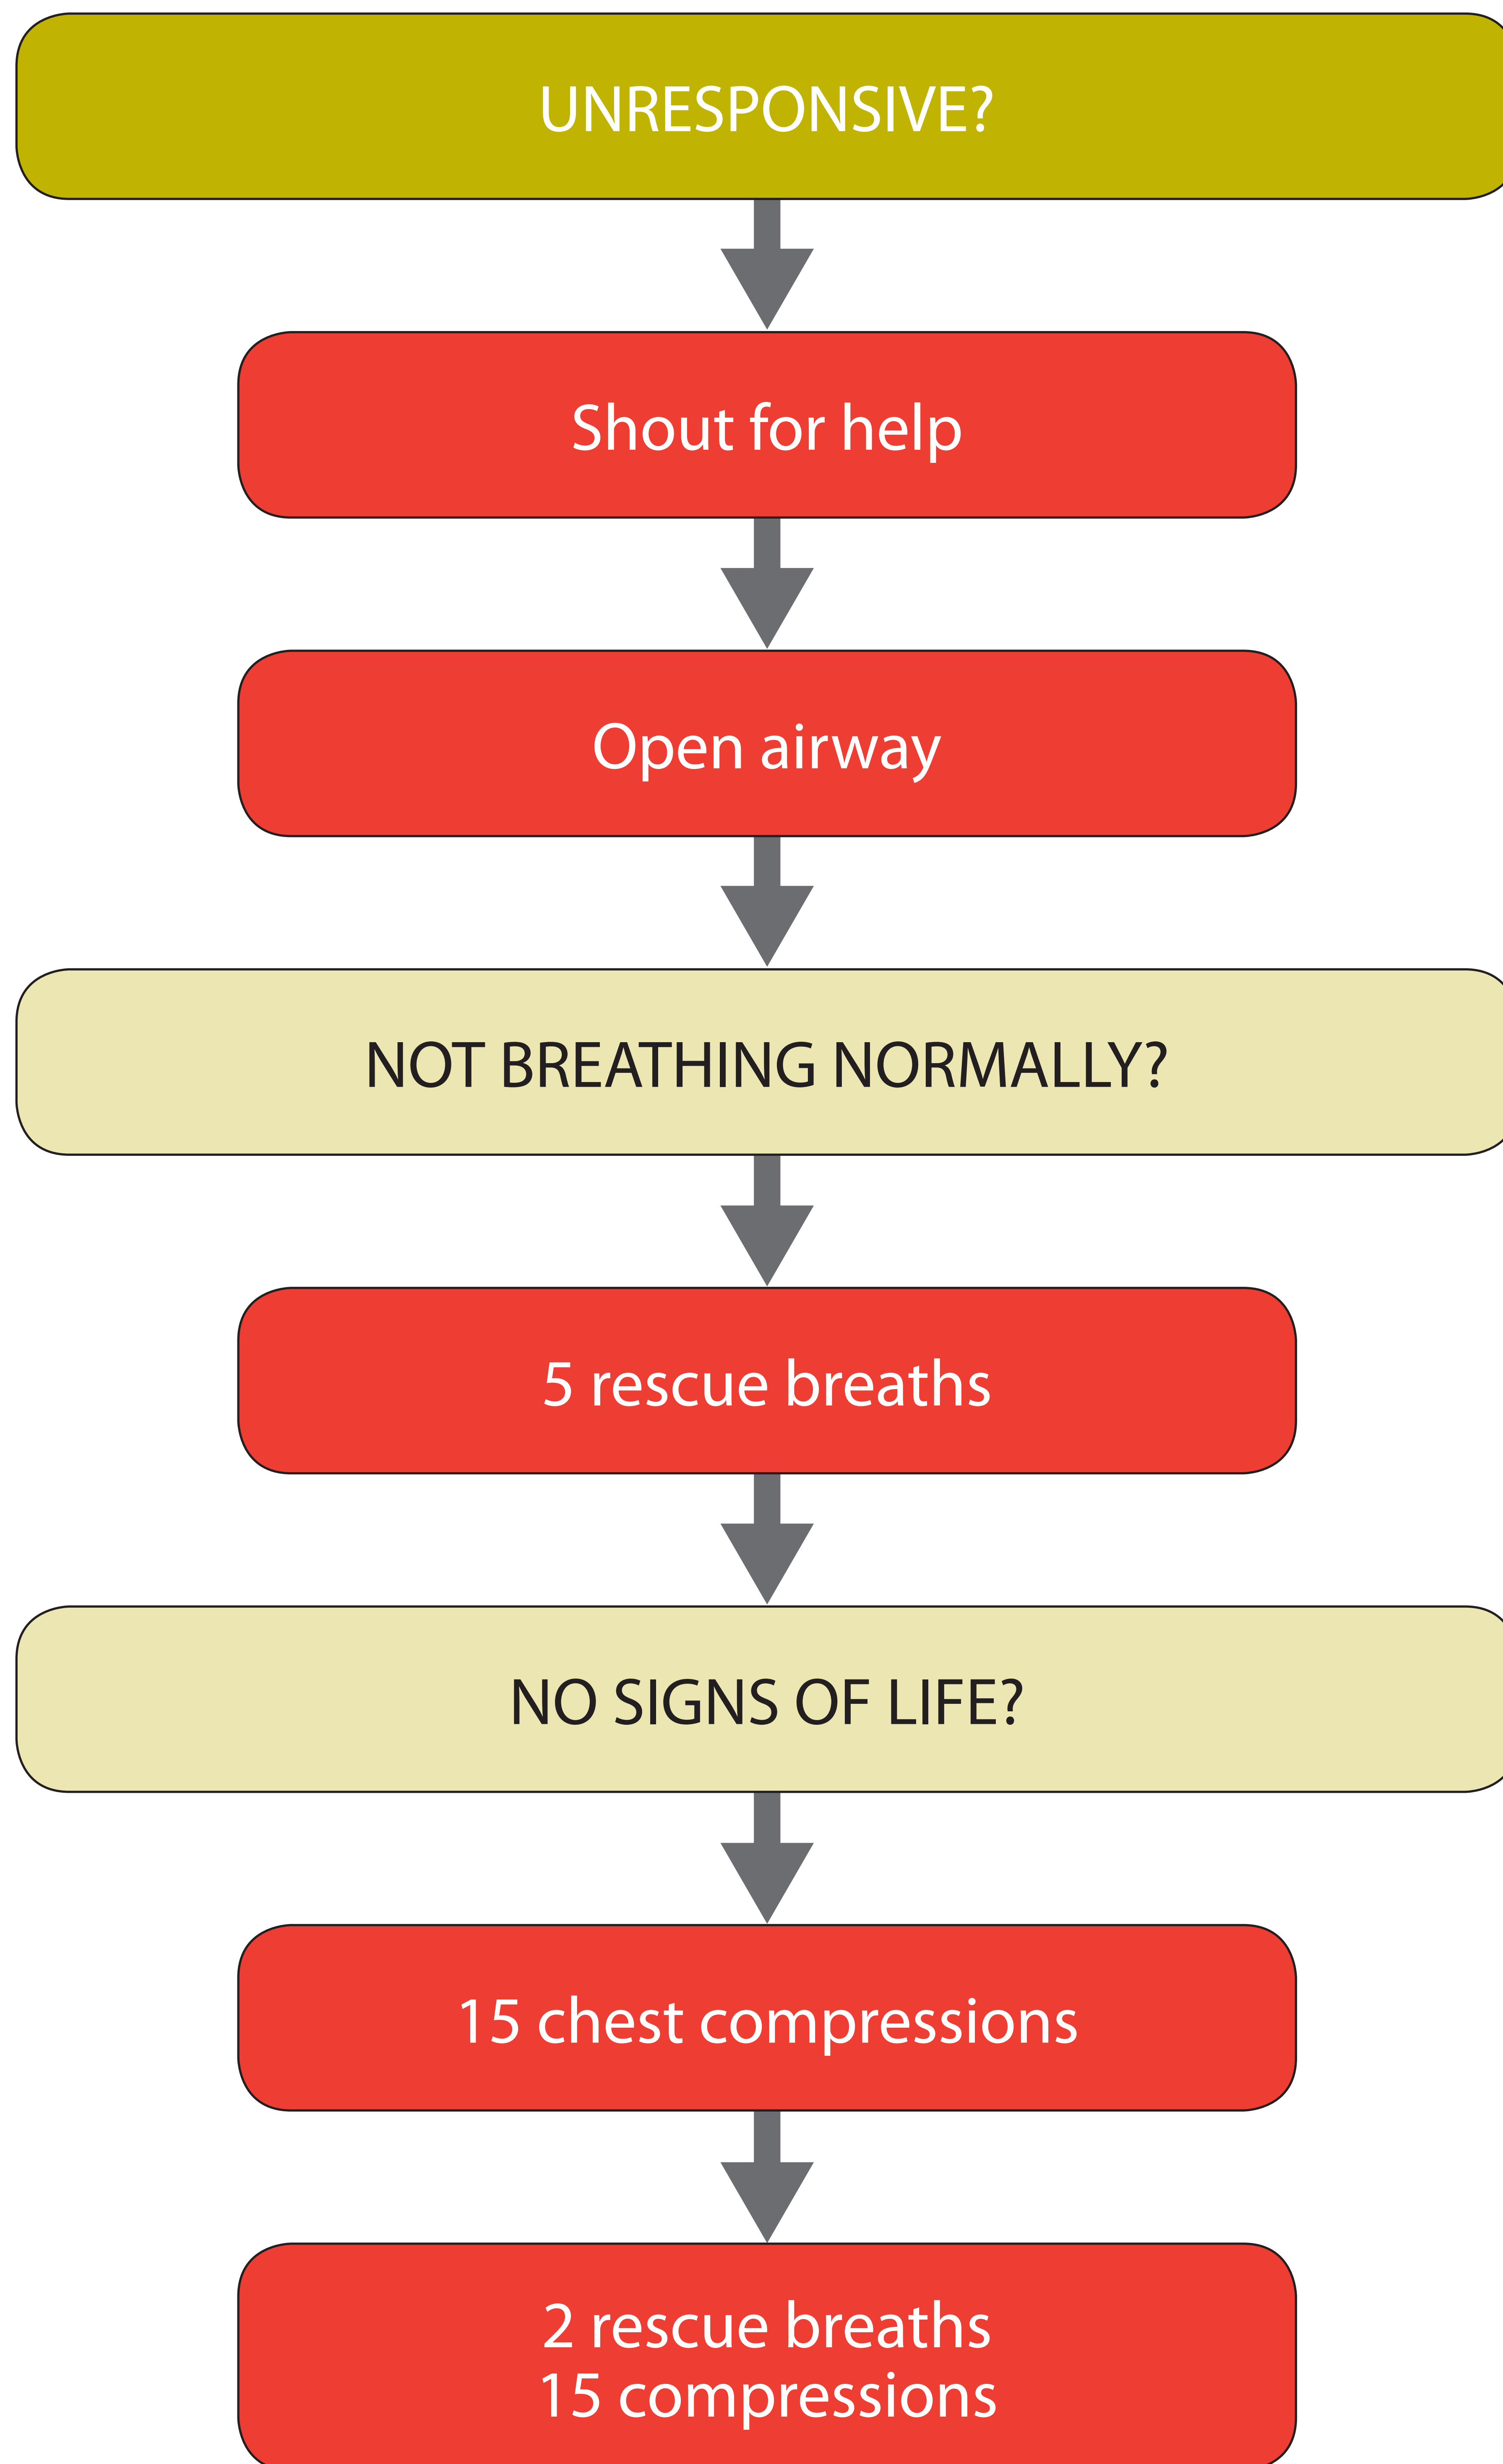 UNRESPONSIVE?
Shout for help
Open airway
NOT BREATHING NORMALLY?
5 rescue breaths
NO SIGNS OF LIFE?
15 chest compressions
2 rescue breaths
15 compressions